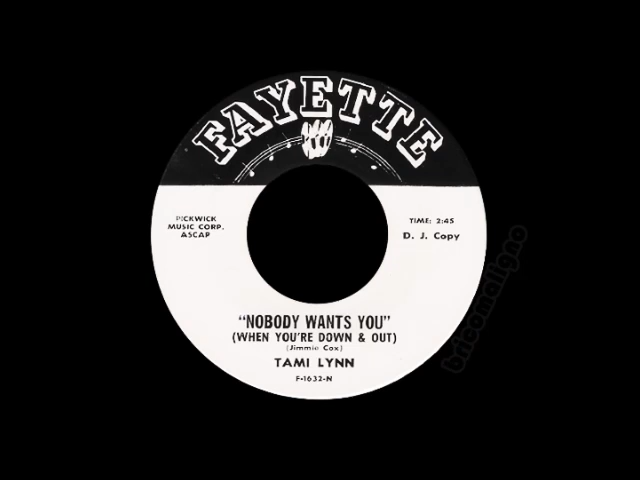 FAYETTE
PICKWICK
MUSIC CORP.
ASCAP
TIME: 2:45
D. J. Copy
"NOBODY WANTS YOU"
(WHEN YOU'RE DOWN & OUT)
(Jimmie Cox)
TAMI LYNN
F-1632-N
bricomaligno